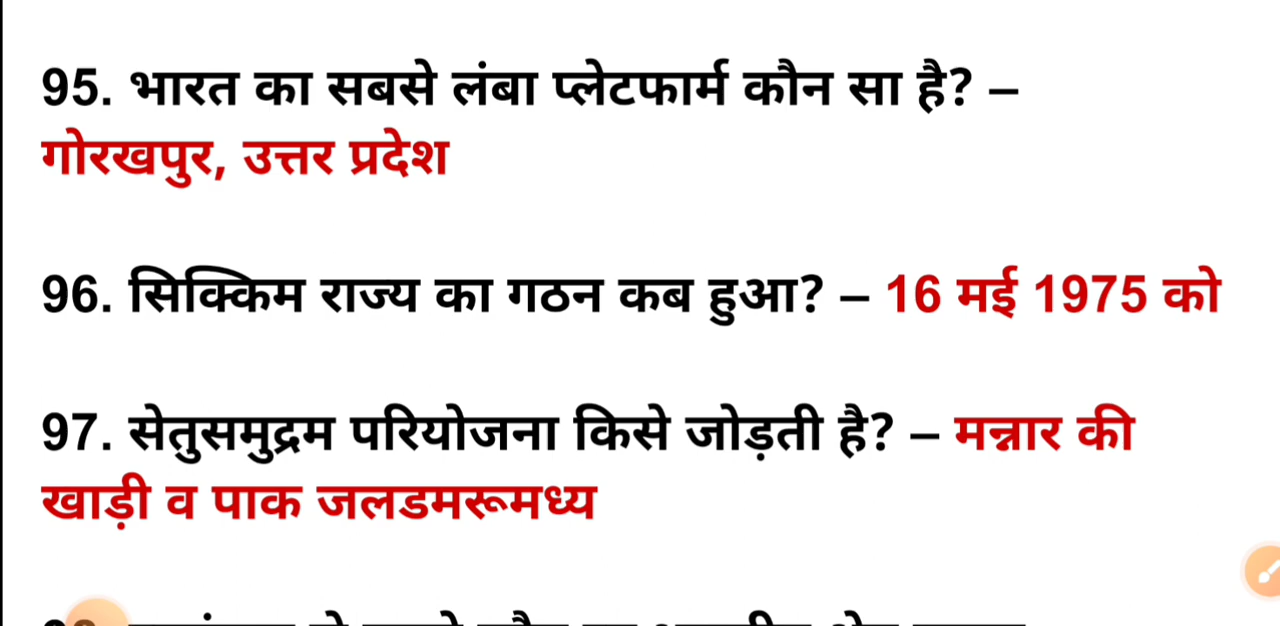 95. भारत का सबसे लंबा प्लेटफार्म कौन सा है? –
गोरखपुर, उत्तर प्रदेश
96. सिक्किम राज्य का गठन कब हुआ? – 16 मई 1975 को
97. सेतुसमुद्रम परियोजना किसे जोड़ती है? – मन्नार की
खाड़ी व पाक जलडमरूमध्य